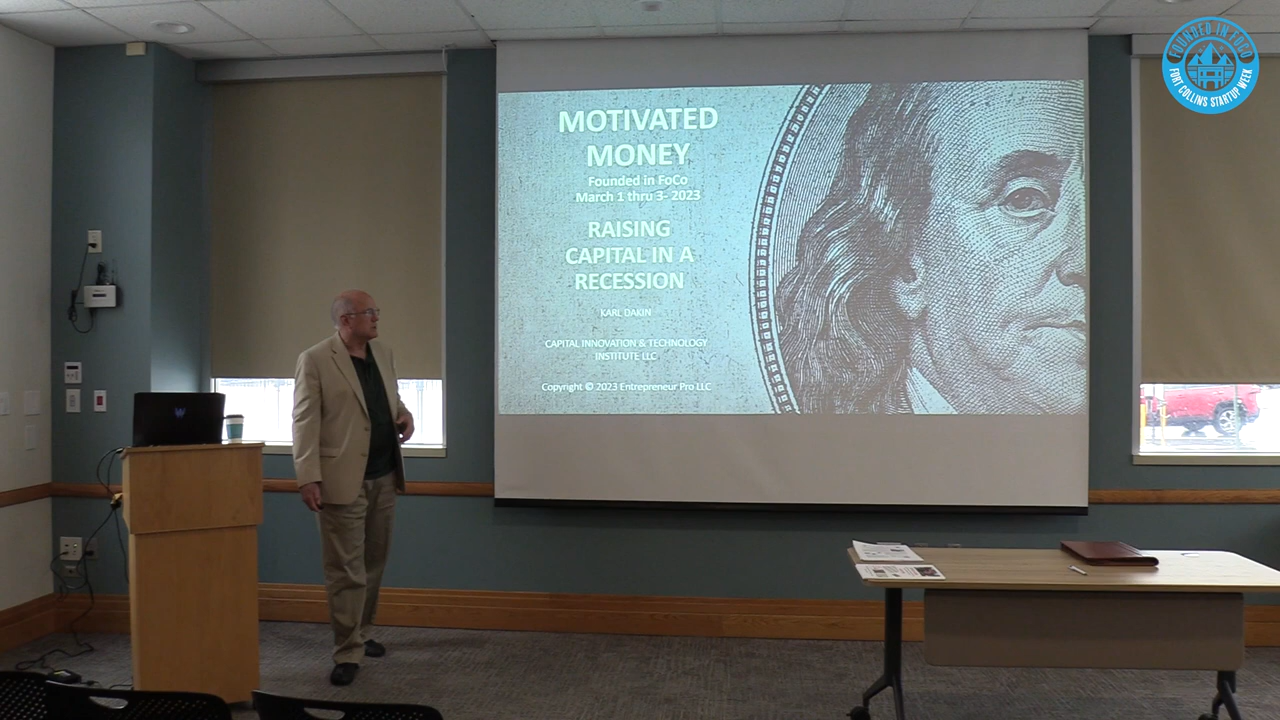 MOTIVATED
MONEY
Founded in FoCo
March 1 thru 3- 2023
RAISING
CAPITAL IN A
RECESSION
KARL DAKIN
CAPITAL INNOVATION & TECHNOLOGY
INSTITUTE LLC
Copyright © 2023 Entrepreneur Pro LLC
FOUNDED IN FOCO
FORT COLLINS STARTUP WEEK
W